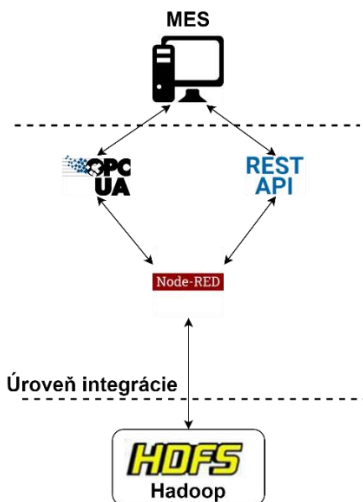 MES
OPC
UA
REST
API
Node-RED
Úroveň integrácie
HDFS
Hadoop